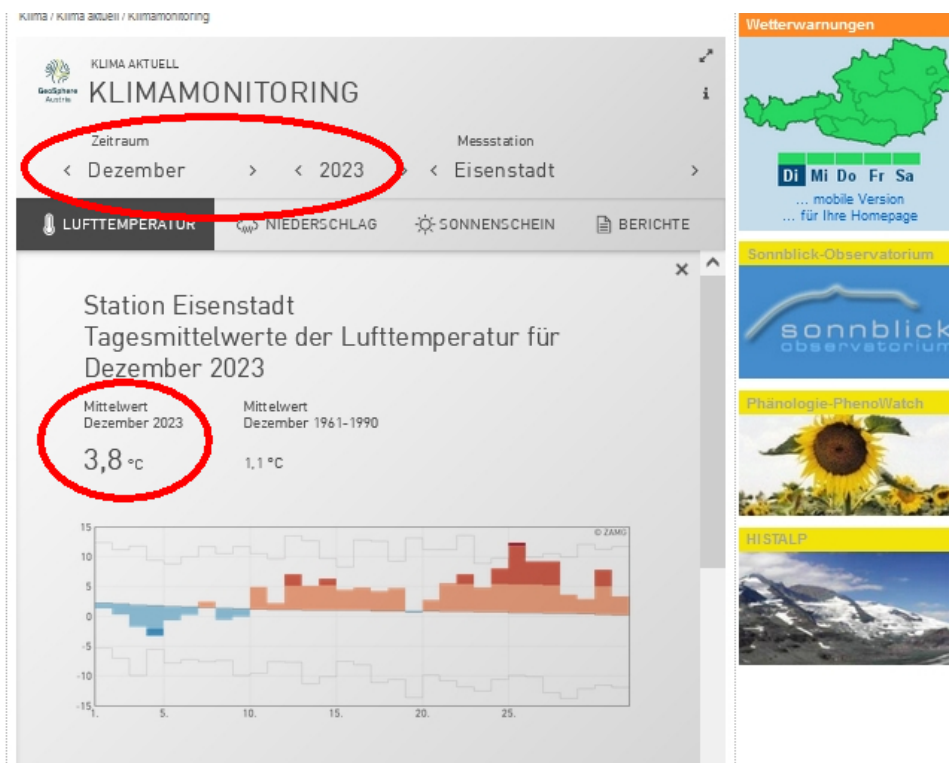 Klima / Klima aktuell / Klimamonitoring
GeoSphere
Austria
KLIMA AKTUELL
KLIMAMONITORING
i
Zeitraum
Messstation
< Dezember > < 2023 > < Eisenstadt >
LUFTTEMPERATUR NIEDERSCHLAG SONNENSCHEIN BERICHTE
Station Eisenstadt
Tagesmittelwerte der Lufttemperatur für
Dezember 2023
Mittelwert
Dezember 2023
3,8 °C
Mittelwert
Dezember 1961-1990
1,1 °C
© ZAMG
15
10
5
0
-5
-10
-15
1. 5. 10. 15. 20. 25.
Wetterwarnungen
Di Mi Do Fr Sa
... mobile Version
... für Ihre Homepage
Sonnblick-Observatorium
sonnblick
observatorium
Phänologie-PhenoWatch
HISTALP